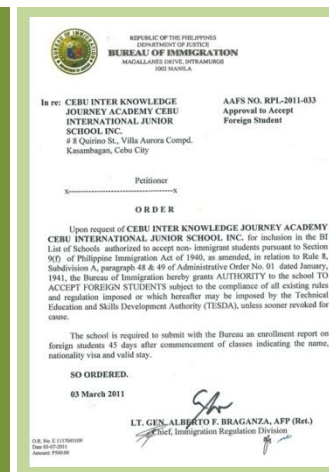 REPUBLIC OF THE PHILIPPINES
DEPARTMENT OF JUSTICE
BUREAU OF IMMIGRATION
MAGALLANES DRIVE, INTRAMUROS
1002 MANILA
In re: CEBU INTER KNOWLEDGE
JOURNEY ACADEMY CEBU
INTERNATIONAL JUNIOR
SCHOOL INC.
# 8 Quirino St., Villa Aurora Compd.
Kasambagan, Cebu City
AAFS NO. RPL-2011-033
Approval to Accept
Foreign Student
Petitioner
x-----------------------------------x
O R D E R
Upon request of CEBU INTER KNOWLEDGE JOURNEY ACADEMY
CEBU INTERNATIONAL JUNIOR SCHOOL INC. for inclusion in the BI
List of Schools authorized to accept non- immigrant students pursuant to Section
9(f) of Philippine Immigration Act of 1940, as amended, in relation to Rule 8,
Subdivision A, paragraph 48 & 49 of Administrative Order No. 01 dated January,
1941, the Bureau of Immigration hereby grants AUTHORITY to the school TO
ACCEPT FOREIGN STUDENTS subject to the compliance of all existing rules
and regulation imposed or which hereafter may be imposed by the Technical
Education and Skills Development Authority (TESDA), unless sooner revoked for
cause.
The school is required to submit with the Bureau an enrollment report on
foreign students 45 days after commencement of classes indicating the name,
nationality visa and valid stay.
SO ORDERED.
03 March 2011
LT. GEN. ALBERTO F. BRAGANZA, AFP (Ret.)
Chief, Immigration Regulation Division